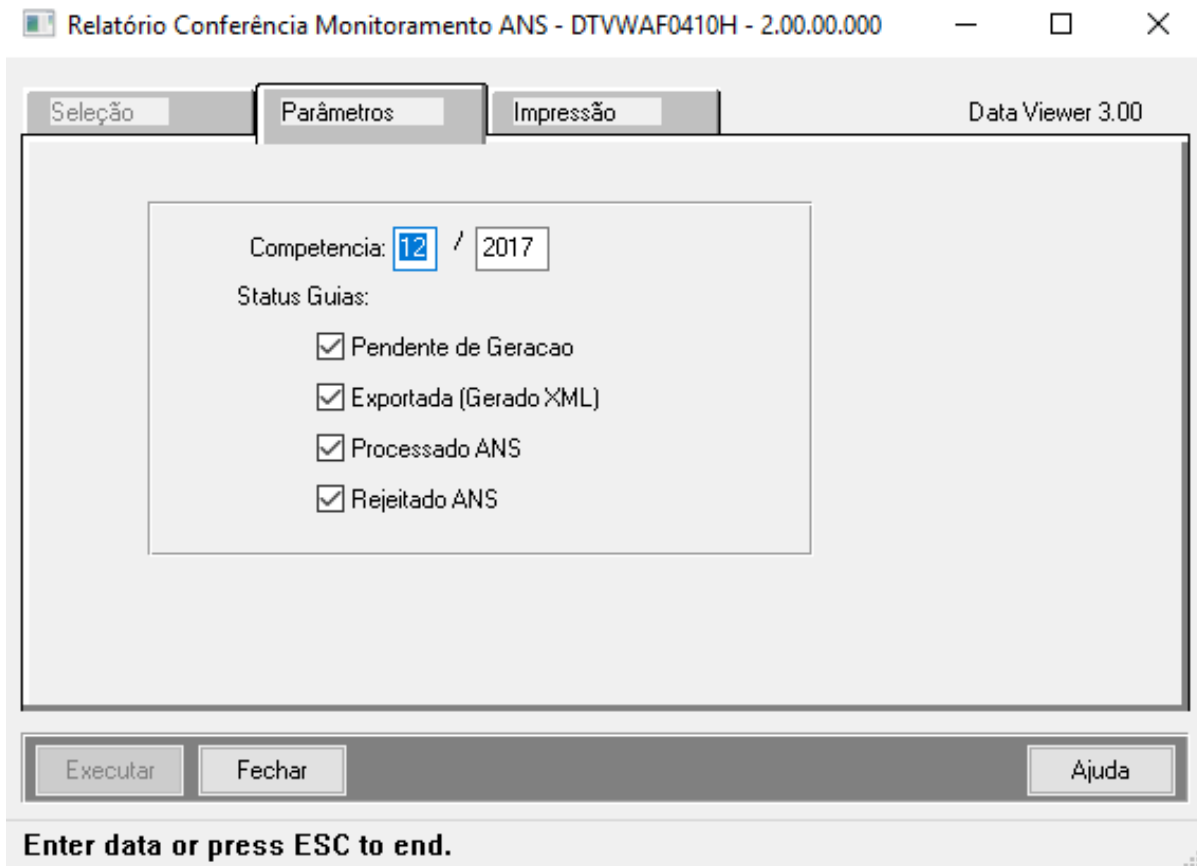 Relatório Conferência Monitoramento ANS - DTVWAF0410H - 2.00.00.000
Seleção Parâmetros Impressão Data Viewer 3.00
Competencia: 12 / 2017
Status Guias:
Pendente de Geracao
Exportada (Gerado XML)
Processado ANS
Rejeitado ANS
Executar Fechar Ajuda
Enter data or press ESC to end.